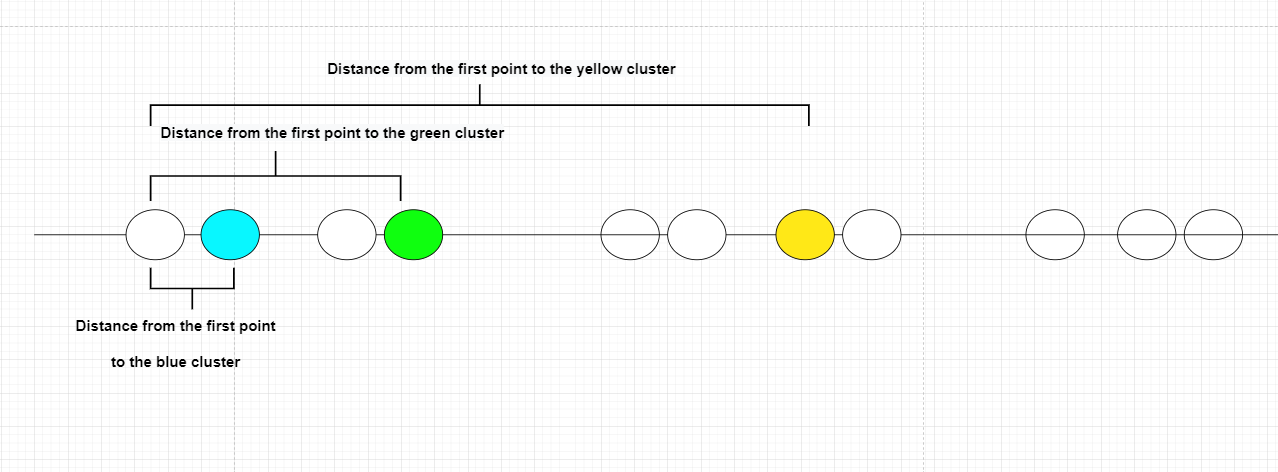 Distance from the first point to the yellow cluster
Distance from the first point to the green cluster
Distance from the first point
to the blue cluster